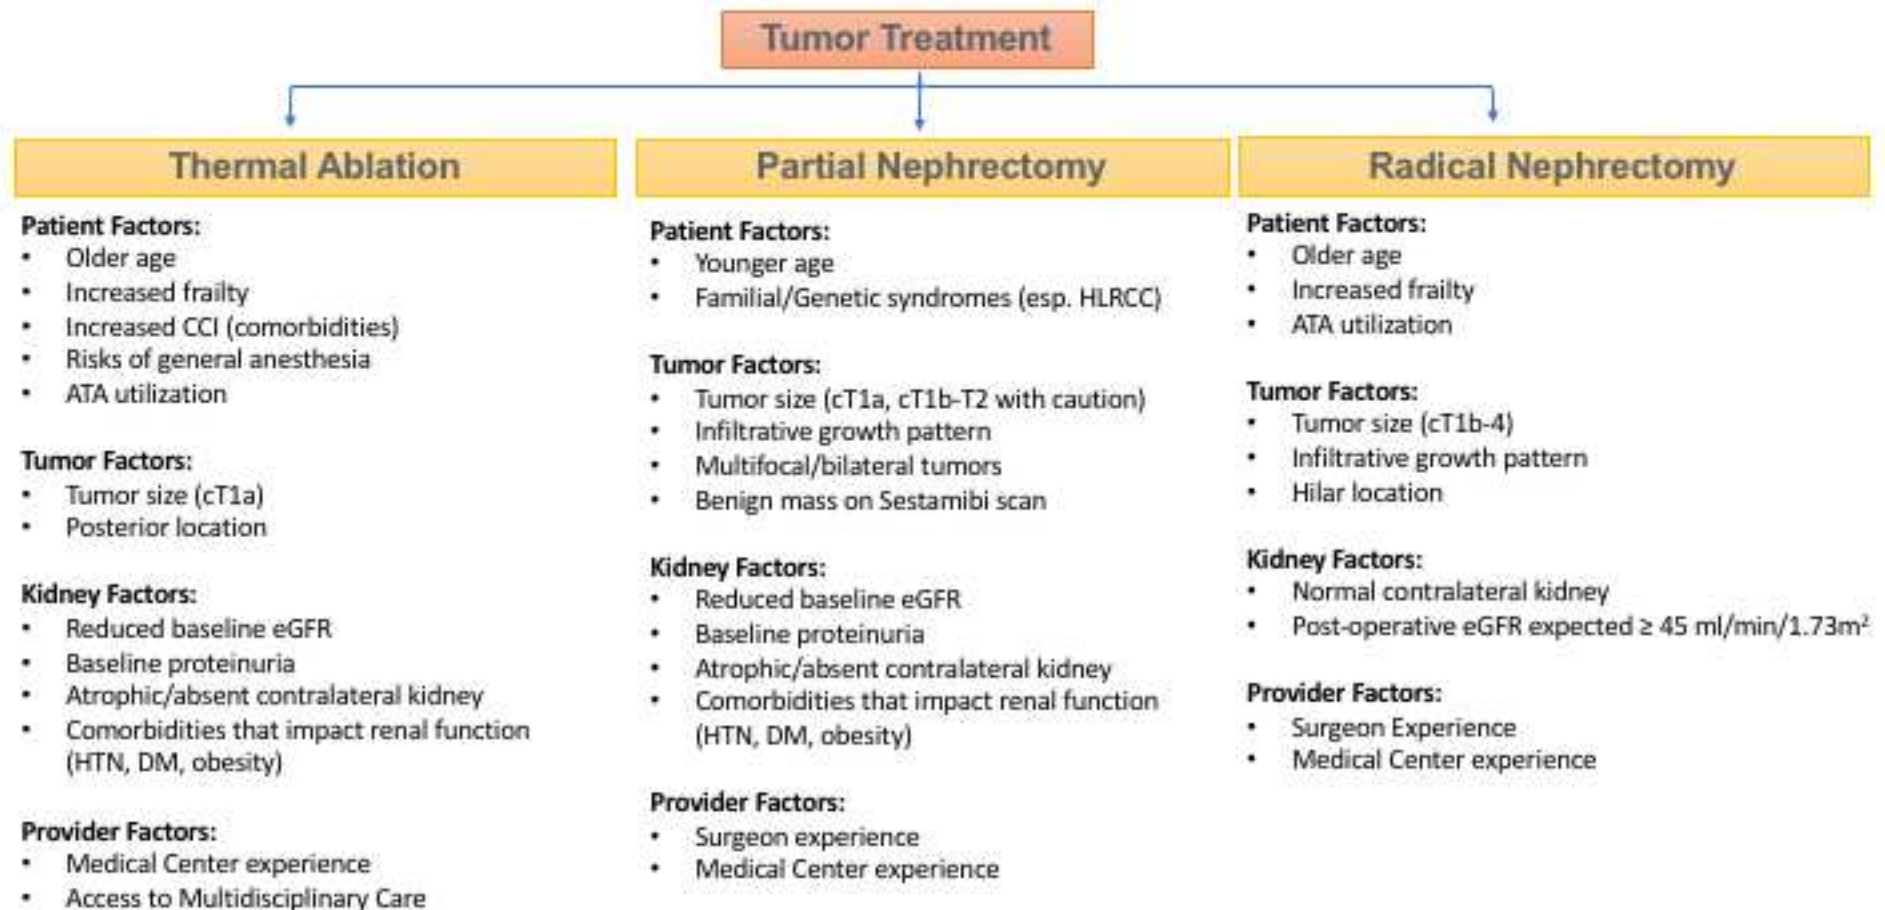 Tumor Treatment
Thermal Ablation
Patient Factors:
• Older age
• Increased frailty
• Increased CCI (comorbidities)
• Risks of general anesthesia
• ATA utilization
Tumor Factors:
• Tumor size (cT1a)
• Posterior location
Kidney Factors:
• Reduced baseline eGFR
• Baseline proteinuria
• Atrophic/absent contralateral kidney
• Comorbidities that impact renal function
(HTN, DM, obesity)
Provider Factors:
• Medical Center experience
• Access to Multidisciplinary Care
Partial Nephrectomy
Patient Factors:
• Younger age
• Familial/Genetic syndromes (esp. HLRCC)
Tumor Factors:
• Tumor size (cT1a, cT1b-T2 with caution)
• Infiltrative growth pattern
• Multifocal/bilateral tumors
• Benign mass on Sestamibi scan
Kidney Factors:
• Reduced baseline eGFR
• Baseline proteinuria
• Atrophic/absent contralateral kidney
• Comorbidities that impact renal function
(HTN, DM, obesity)
Provider Factors:
• Surgeon experience
• Medical Center experience
Radical Nephrectomy
Patient Factors:
• Older age
• Increased frailty
• ATA utilization
Tumor Factors:
• Tumor size (cT1b-4)
• Infiltrative growth pattern
• Hilar location
Kidney Factors:
• Normal contralateral kidney
• Post-operative eGFR expected ≥ 45 ml/min/1.73m²
Provider Factors:
• Surgeon Experience
• Medical Center experience